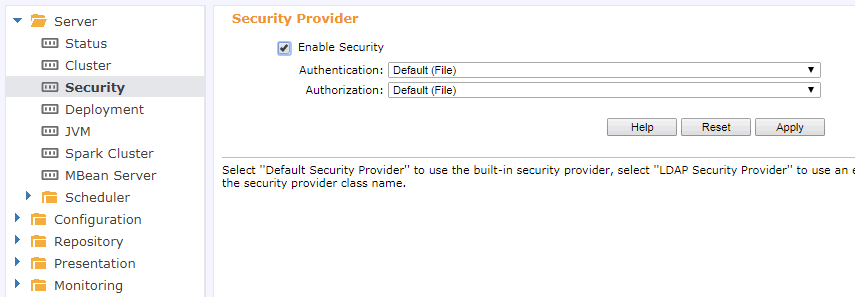 Server
Status
Cluster
Security
Deployment
JVM
Spark Cluster
MBean Server
Scheduler
Configuration
Repository
Presentation
Monitoring
Security Provider
Enable Security
Authentication: Default (File)
Authorization: Default (File)
Help Reset Apply
Select "Default Security Provider" to use the built-in security provider, select "LDAP Security Provider" to use an e
the security provider class name.